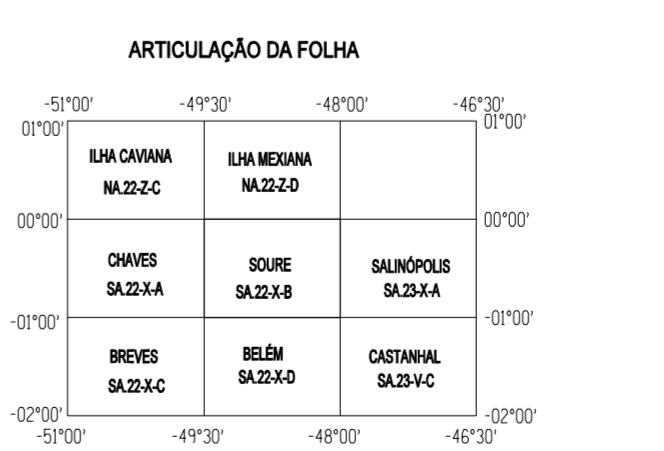 ARTICULAÇÃO DA FOLHA
-51°00' -49°30' -48°00' -46°30'
01°00' 01°00'
ILHA CAVIANA ILHA MEXIANA
NA.22-Z-C NA.22-Z-D
00°00' 00°00'
CHAVES SOURE SALINÓPOLIS
SA.22-X-A SA.22-X-B SA.23-X-A
-01°00' -01°00'
BREVES BELÉM CASTANHAL
SA.22-X-C SA.22-X-D SA.23-V-C
-02°00' -02°00'
-51°00' -49°30' -48°00' -46°30'